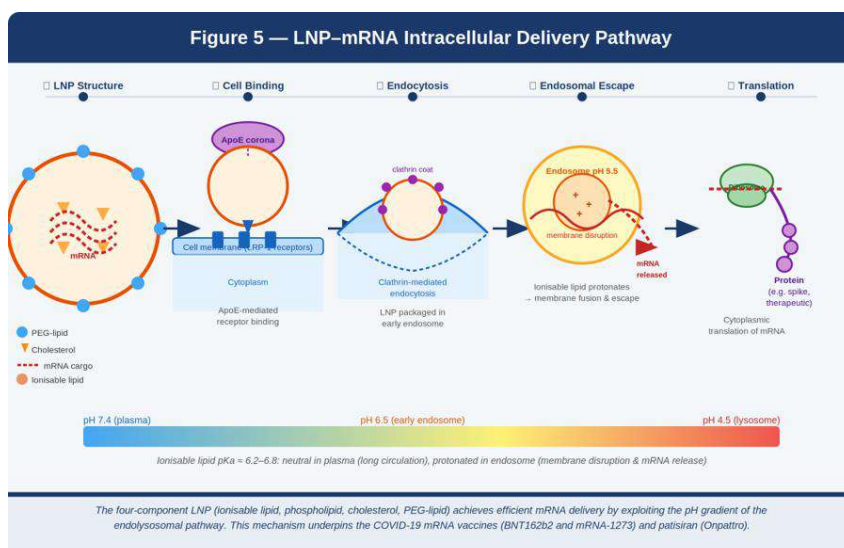 Figure 5 — LNP–mRNA Intracellular Delivery Pathway
LNP Structure
Cell Binding
Endocytosis
Endosomal Escape
Translation
ApoE corona
clathrin coat
Endosome pH 5.5
+
+
+
mRNA
Cell membrane (LRP-1 receptors)
membrane disruption
mRNA
released
Cytoplasm
Clathrin-mediated
endocytosis
Protein
(e.g. spike,
therapeutic)
Ionisable lipid protonates
→ membrane fusion & escape
ApoE-mediated
receptor binding
LNP packaged in
early endosome
Cytoplasmic
translation of mRNA
PEG-lipid
Cholesterol
mRNA cargo
Ionisable lipid
pH 7.4 (plasma)
pH 6.5 (early endosome)
pH 4.5 (lysosome)
Ionisable lipid pKa ≈ 6.2–6.8: neutral in plasma (long circulation), protonated in endosome (membrane disruption & mRNA release)
The four-component LNP (ionisable lipid, phospholipid, cholesterol, PEG-lipid) achieves efficient mRNA delivery by exploiting the pH gradient of the
endolysosomal pathway. This mechanism underpins the COVID-19 mRNA vaccines (BNT162b2 and mRNA-1273) and patisiran (Onpattro).